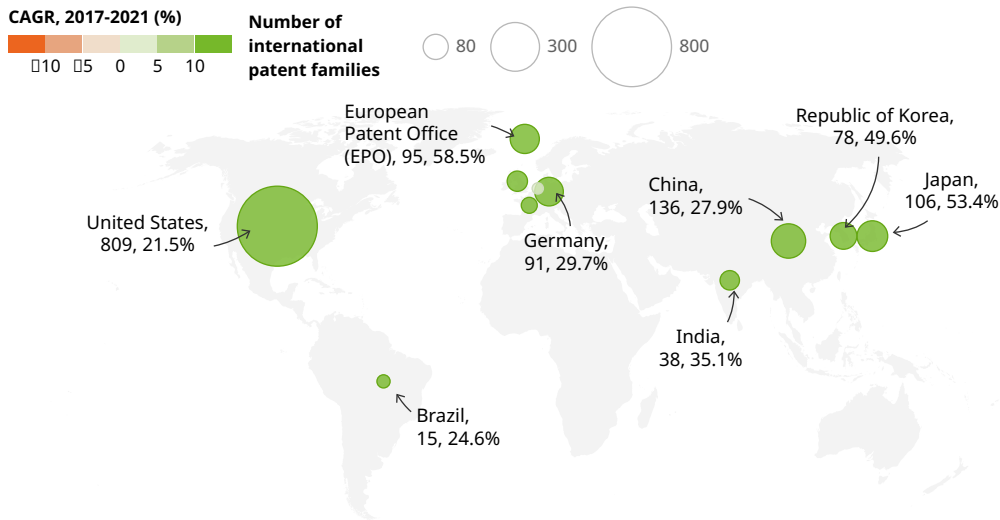 CAGR, 2017-2021 (%)
10 5 0 5 10
Number of
international
patent families
80
300
800
European
Patent Office
(EPO), 95, 58.5%
Republic of Korea,
78, 49.6%
China,
136, 27.9%
Japan,
106, 53.4%
United States,
809, 21.5%
Germany,
91, 29.7%
India,
38, 35.1%
Brazil,
15, 24.6%